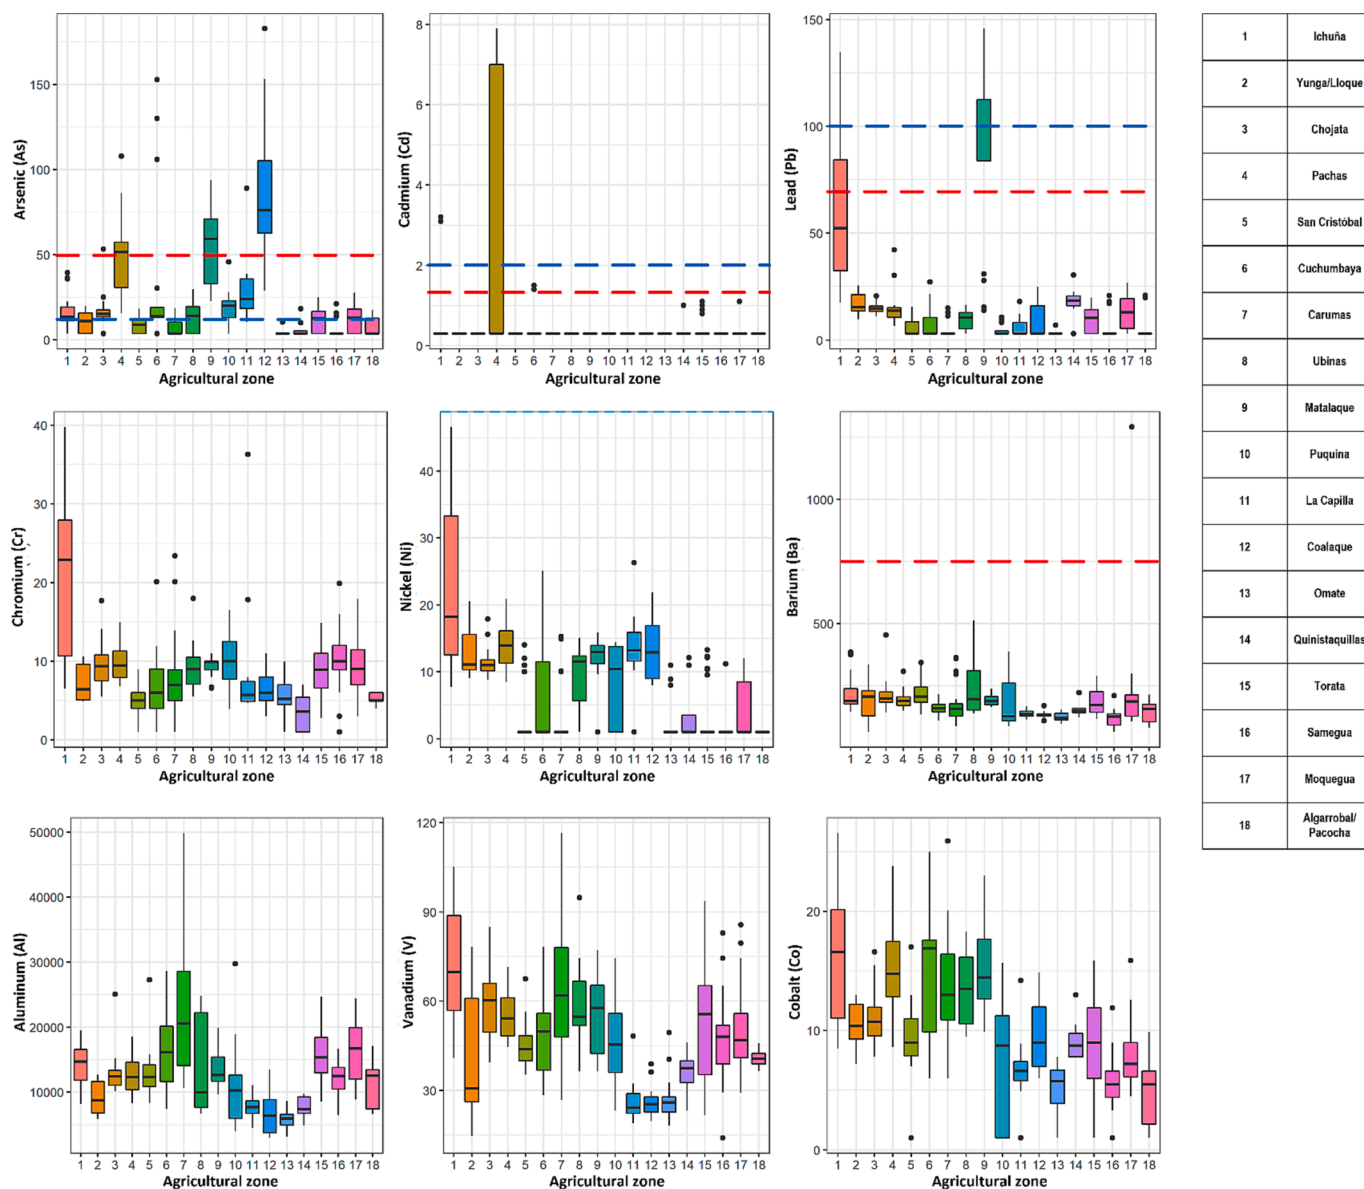 Arsenic (As)
150
100
50
0
1 2 3 4 5 6 7 8 9 10 11 12 13 14 15 16 17 18
Agricultural zone
Cadmium (Cd)
8
6
4
2
0
1 2 3 4 5 6 7 8 9 10 11 12 13 14 15 16 17 18
Agricultural zone
Lead (Pb)
150
100
50
0
1 2 3 4 5 6 7 8 9 10 11 12 13 14 15 16 17 18
Agricultural zone
Chromium (Cr)
40
30
20
10
0
1 2 3 4 5 6 7 8 9 10 11 12 13 14 15 16 17 18
Agricultural zone
Nickel (Ni)
40
30
20
10
0
1 2 3 4 5 6 7 8 9 10 11 12 13 14 15 16 17 18
Agricultural zone
Barium (Ba)
1000
500
1 2 3 4 5 6 7 8 9 10 11 12 13 14 15 16 17 18
Agricultural zone
Aluminum (Al)
50000
40000
30000
20000
10000
1 2 3 4 5 6 7 8 9 10 11 12 13 14 15 16 17 18
Agricultural zone
Vanadium (V)
120
90
60
30
1 2 3 4 5 6 7 8 9 10 11 12 13 14 15 16 17 18
Agricultural zone
Cobalt (Co)
20
10
0
1 2 3 4 5 6 7 8 9 10 11 12 13 14 15 16 17 18
Agricultural zone
1 Ichuña
2 Yunga/Lloque
3 Chojata
4 Pachas
5 San Cristóbal
6 Cuchumbaya
7 Carumas
8 Ubinas
9 Matalaque
10 Puquina
11 La Capilla
12 Coalaque
13 Omate
14 Quinistaquillas
15 Torata
16 Samegua
17 Moquegua
18 Algarrobal/
Pacocha